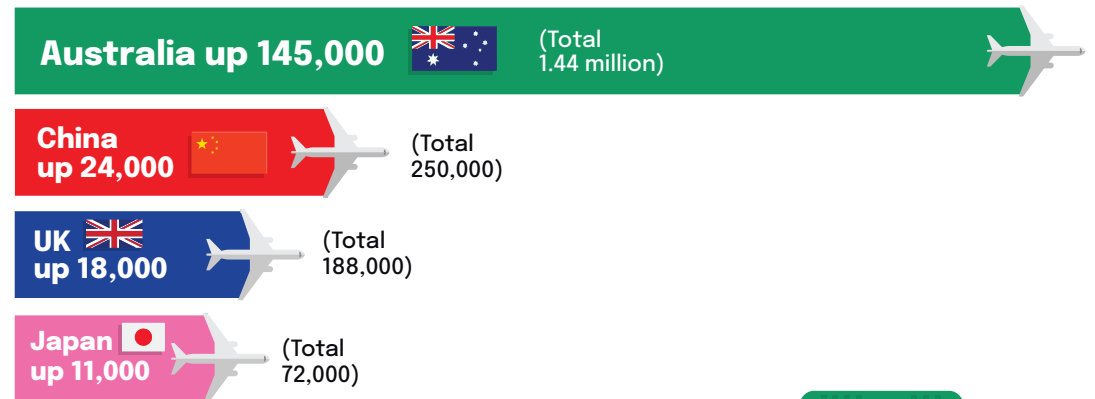 Australia up 145,000
(Total
1.44 million)
China
up 24,000
(Total
250,000)
UK
up 18,000
(Total
188,000)
Japan
up 11,000
(Total
72,000)